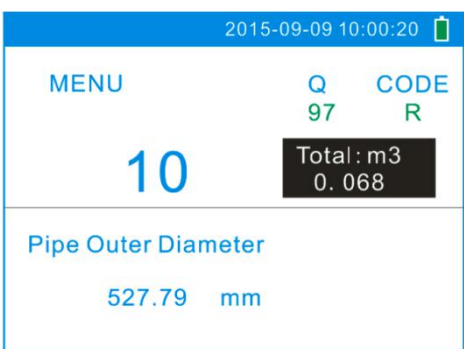 2015-09-09 10:00:20
MENU Q CODE
97 R
10 Total: m3
0.068
Pipe Outer Diameter
527.79 mm